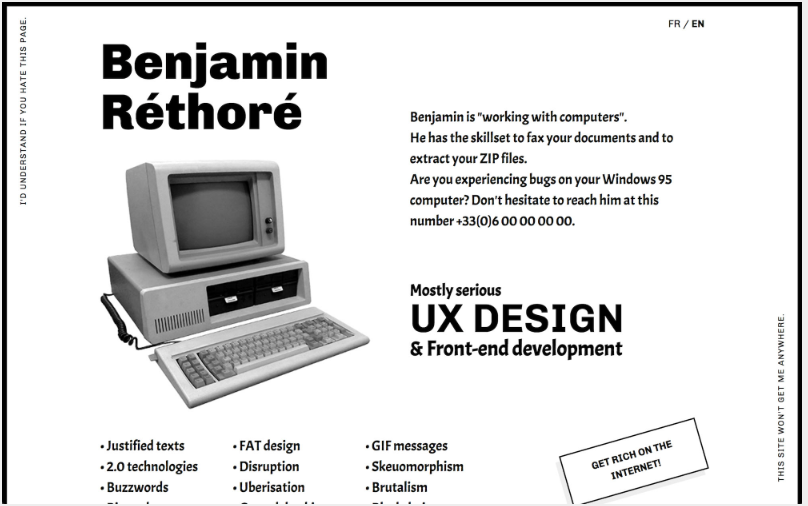 FR / EN
I'D UNDERSTAND IF YOU HATE THIS PAGE.
Benjamin
Réthoré
Benjamin is "working with computers".
He has the skillset to fax your documents and to
extract your ZIP files.
Are you experiencing bugs on your Windows 95
computer? Don't hesitate to reach him at this
number +33(0)6 00 00 00 00.
Mostly serious
UX DESIGN
& Front-end development
THIS SITE WON'T GET ME ANYWHERE.
• Justified texts
• 2.0 technologies
• Buzzwords
• FAT design
• Disruption
• Uberisation
• GIF messages
• Skeuomorphism
• Brutalism
GET RICH ON THE
INTERNET!